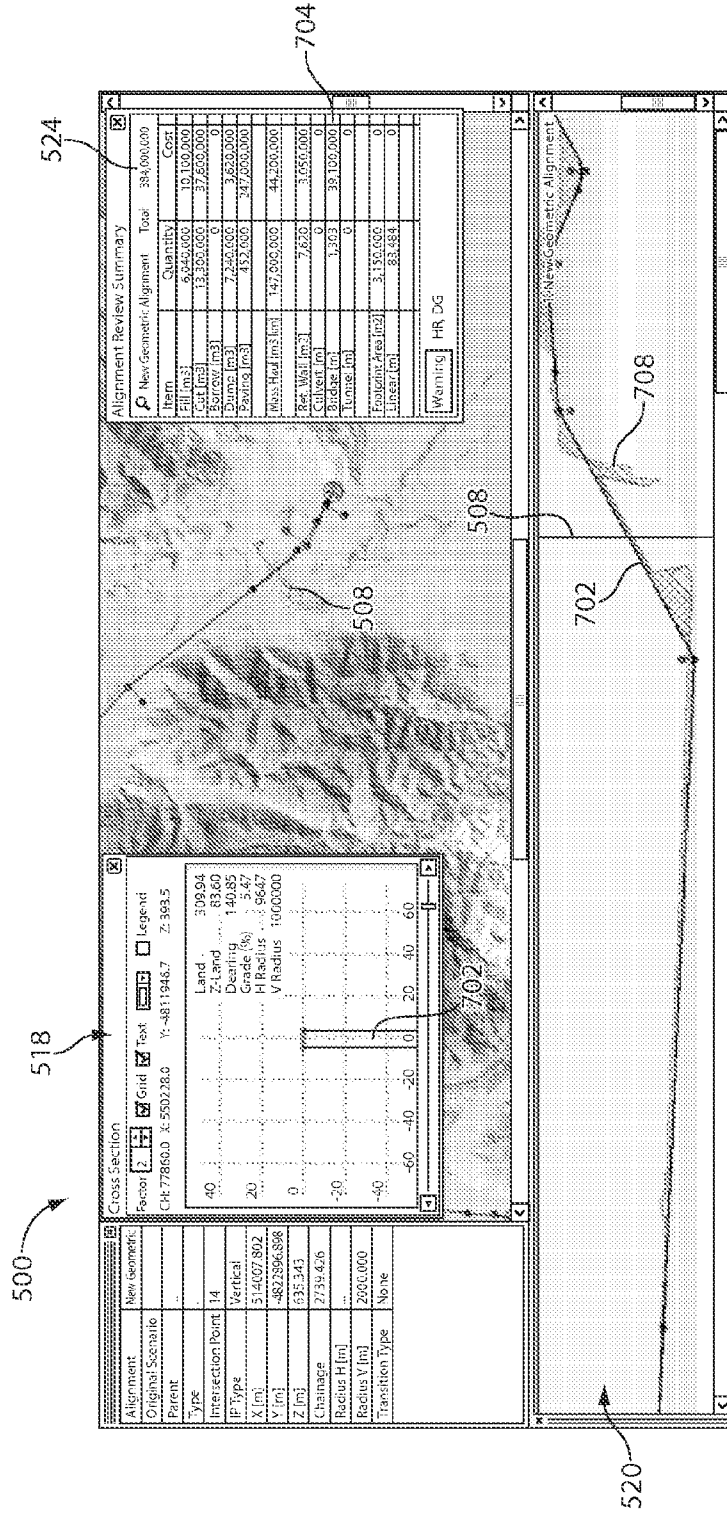 500
518
524
704
Alignment New Geometric
Original Scenario ..
Parent ..
Type .
Intersection Point 14
IP Type Vertical
X [m] 514007.802
Y [m] -4822896.898
Z [m] 635.343
Chainage 2739.426
Radius H [m] ...
Radius V [m] 2000.000
Transition Type None
Cross Section
Factor 2 Grid Text Legend
CH: 77860.0 X: 550228.0 Y: -4811946.7 Z: 393.5
Land 309.94
Z-Land 83.60
Dearing 140.85
Grade (%) 5.47
H Radius 9647
V Radius 1000000
40
20
0
-20
-40
-60 -40 -20 0 20 40 60
702
508
Alignment Review Summary
New Geometric Alignment Total 384,000,000
Item Quantity Cost
Fill [m3] 6,040,000 10,100,000
Cut [m3] 13,300,000 37,600,000
Borrow [m3] 0 0
Dump [m3] 7,240,000 3,620,000
Paving [m3] 452,000 247,000,000
Mass Haul [m3 km] 147,000,000 44,200,000
Ret. Wall [m2] 7,620 3,050,000
Culvert [m] 0
Bridge [m] 1,303 39,100,000
Tunnel [m] 0
Footprint Area [m2] 3,150,000 0
Linear [m] 83,484 0
Warning HR, DG
508
702
708
New Geometric Alignment
520